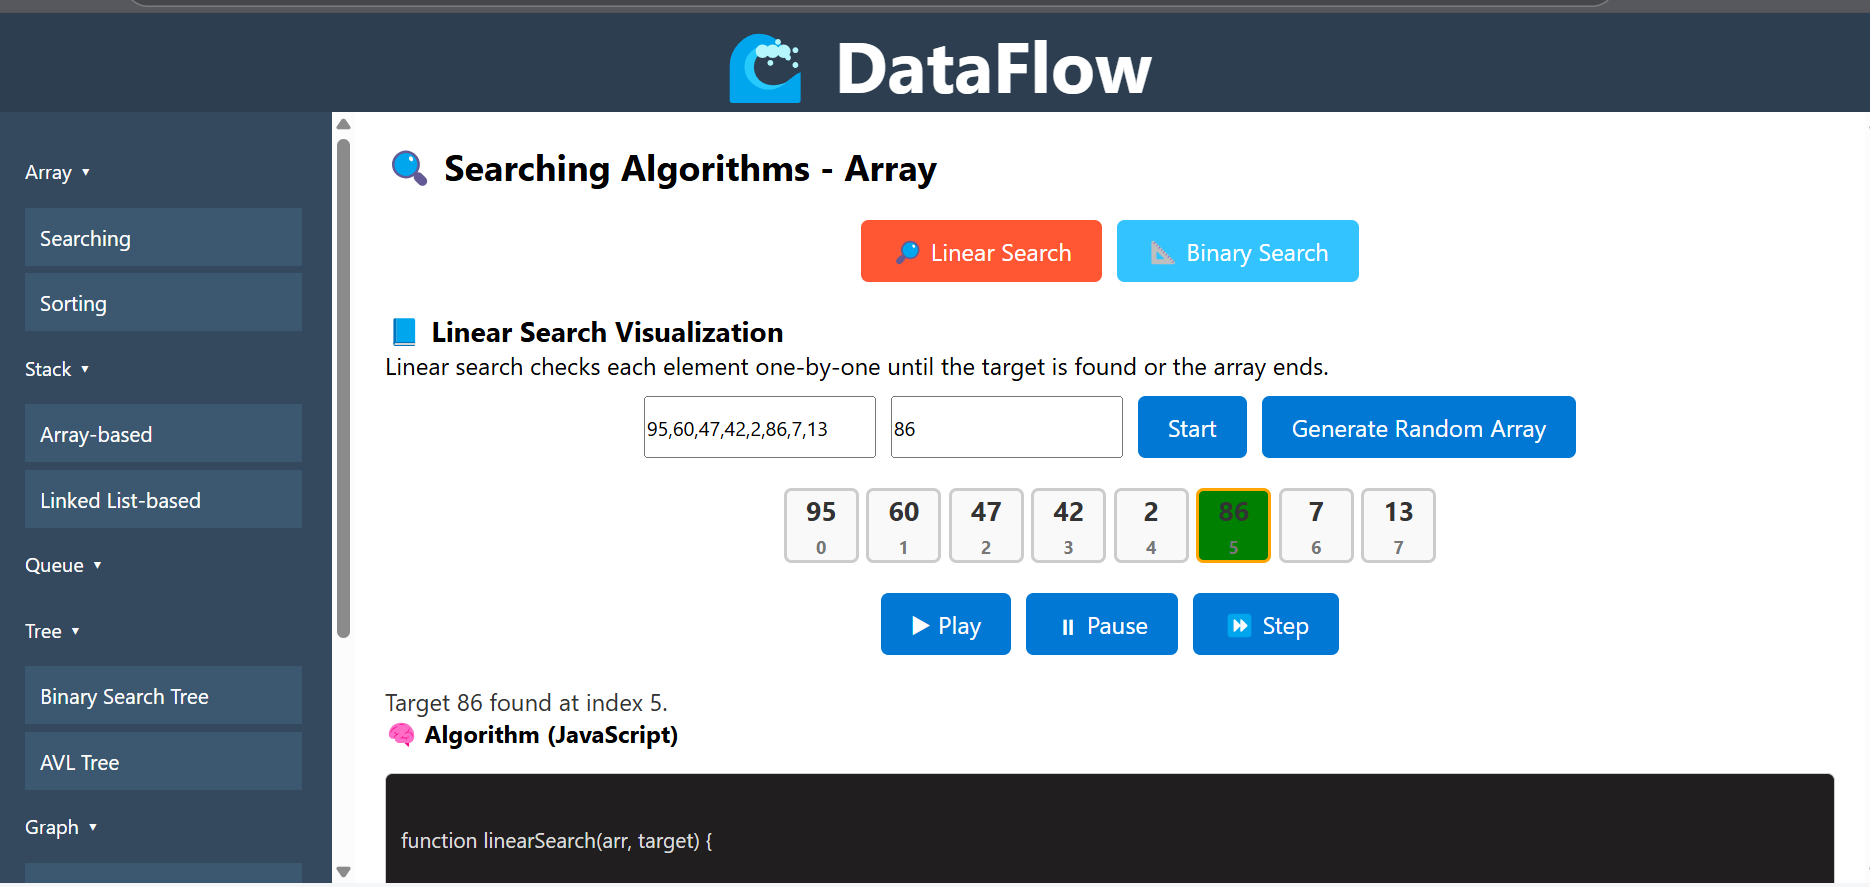 DataFlow
Array ▾
Searching
Sorting
Stack ▾
Array-based
Linked List-based
Queue ▾
Tree ▾
Binary Search Tree
AVL Tree
Graph ▾
Searching Algorithms - Array
Linear Search
Binary Search
Linear Search Visualization
Linear search checks each element one-by-one until the target is found or the array ends.
95,60,47,42,2,86,7,13
86
Start
Generate Random Array
95 60 47 42 2 86 7 13
0 1 2 3 4 5 6 7
Play
Pause
Step
Target 86 found at index 5.
Algorithm (JavaScript)
function linearSearch(arr, target) {